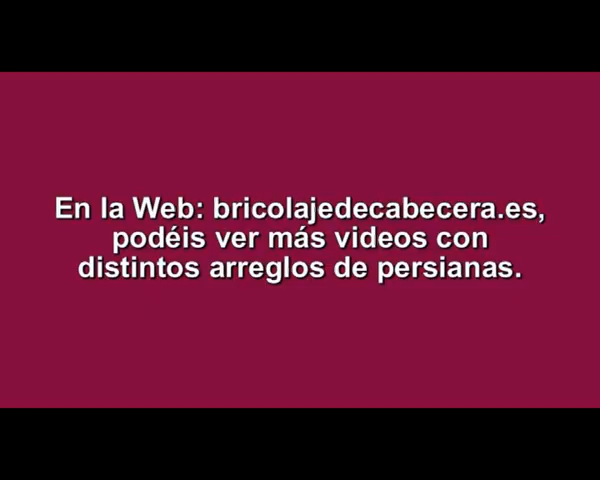 En la Web: bricolajedecabecera.es,
podéis ver más videos con
distintos arreglos de persianas.